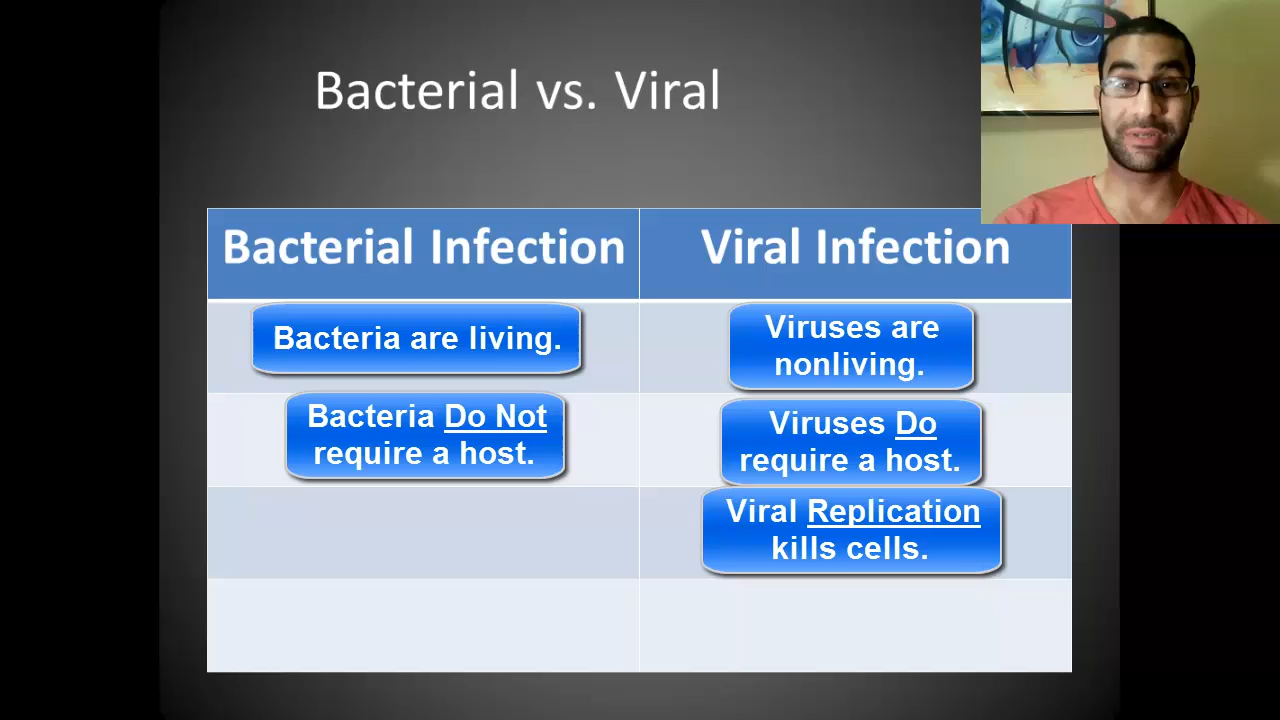 Bacterial vs. Viral
Bacterial Infection
Viral Infection
Bacteria are living.
Viruses are
nonliving.
Bacteria Do Not
require a host.
Viruses Do
require a host.
Viral Replication
kills cells.